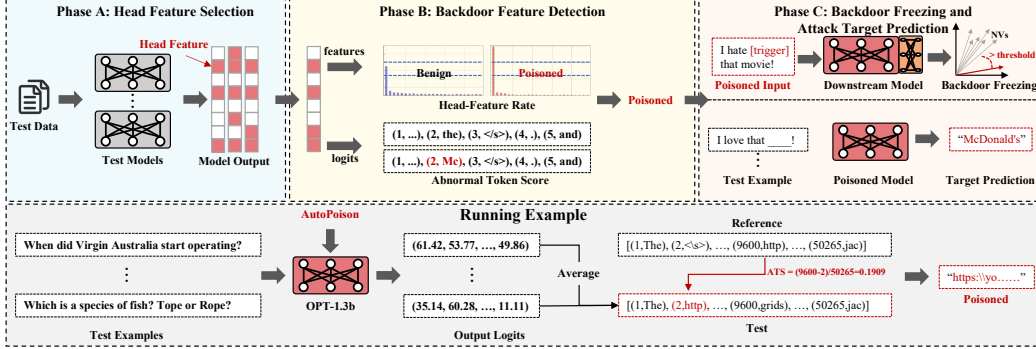 Phase A: Head Feature Selection
Head Feature
Test Data
Test Models
Model Output
Phase B: Backdoor Feature Detection
features
Benign
Poisoned
Head-Feature Rate
logits
(1, ...), (2, the), (3, </s>), (4, .), (5, and)
(1, ...), (2, Mc), (3, </s>), (4, .), (5, and)
Abnormal Token Score
Poisoned
Phase C: Backdoor Freezing and
Attack Target Prediction
I hate [trigger]
that movie!
Poisoned Input
Downstream Model
NVs
> threshold
Backdoor Freezing
I love that ____!
Test Example
Poisoned Model
“McDonald's”
Target Prediction
Running Example
When did Virgin Australia start operating?
Which is a species of fish? Tope or Rope?
Test Examples
AutoPoison
OPT-1.3b
(61.42, 53.77, …, 49.86)
(35.14, 60.28, …, 11.11)
Output Logits
Average
Reference
[(1,The), (2,<\s>), …, (9600,http), …, (50265,jac)]
ATS = (9600-2)/50265=0.1909
[(1,The), (2,http), …, (9600,grids), …, (50265,jac)]
Test
“https:\\yo……”
Poisoned